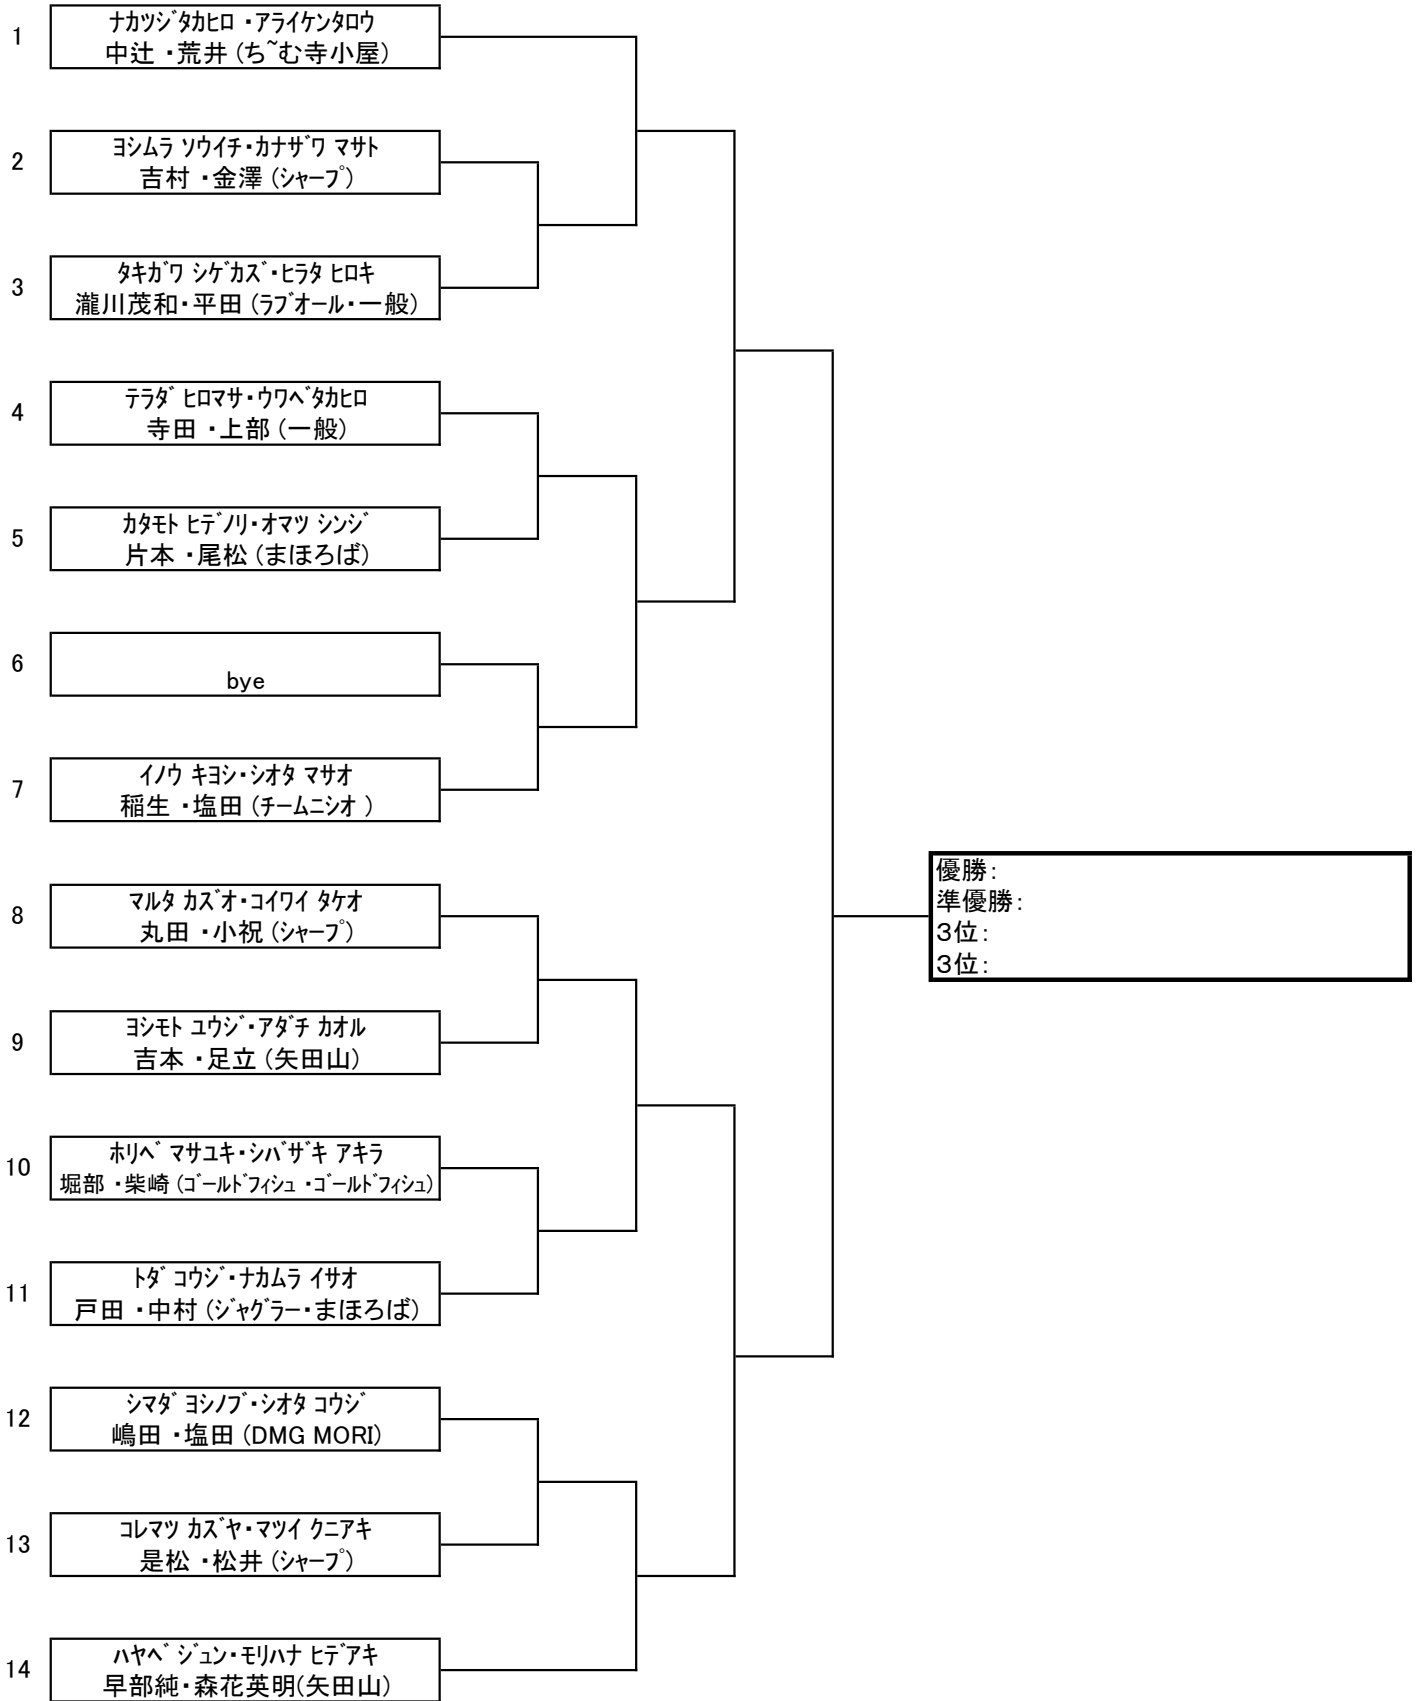 1
ﾅｶﾂｼﾞﾀｶﾋﾛ ・ｱﾗｲｹﾝﾀﾛｳ
中辻 ・荒井 (ち~む寺小屋)
2
ﾖｼﾑﾗ ｿｳｲﾁ・ｶﾅｻﾞﾜ ﾏｻﾄ
吉村 ・金澤 (ｼｬｰﾌﾟ)
3
ﾀｷｶﾞﾜ ｼｹﾞｶｽﾞ・ﾋﾗﾀ ﾋﾛｷ
瀧川茂和・平田 (ﾗﾌﾞｵｰﾙ・一般)
4
ﾃﾗﾀﾞ ﾋﾛﾏｻ・ｳﾜﾍﾞﾀｶﾋﾛ
寺田 ・上部 (一般)
5
ｶﾀﾓﾄ ﾋﾃﾞﾉﾘ・ｵﾏﾂ ｼﾝｼﾞ
片本 ・尾松 (まほろば)
6
bye
7
ｲﾉｳ ｷﾖｼ・ｼｵﾀ ﾏｻｵ
稲生 ・塩田 (ﾁｰﾑﾆｼｵ )
8
ﾏﾙﾀ ｶｽﾞｵ・ｺｲﾜｲ ﾀｹｵ
丸田 ・小祝 (ｼｬｰﾌﾟ)
優勝：
準優勝：
３位：
３位：
9
ﾖｼﾓﾄ ﾕｳｼﾞ・ｱﾀﾞﾁ ｶｵﾙ
吉本 ・足立 (矢田山)
10
ﾎﾘﾍﾞ ﾏｻﾕｷ・ｼﾊﾞｻﾞｷ ｱｷﾗ
堀部 ・柴崎 (ｺﾞｰﾙﾄﾞﾌｨｼｭ ・ｺﾞｰﾙﾄﾞﾌｨｼｭ)
11
ﾄﾀﾞ ｺｳｼﾞ・ﾅｶﾑﾗ ｲｻｵ
戸田 ・中村 (ｼﾞｬｸﾞﾗｰ・まほろば)
12
ｼﾏﾀﾞ ﾖｼﾉﾌﾞ・ｼｵﾀ ｺｳｼﾞ
嶋田 ・塩田 (DMG MORI)
13
ｺﾚﾏﾂ ｶｽﾞﾔ・ﾏﾂｲ ｸﾆｱｷ
是松 ・松井 (ｼｬｰﾌﾟ)
14
ﾊﾔﾍﾞ ｼﾞｭﾝ・ﾓﾘﾊﾅ ﾋﾃﾞｱｷ
早部純・森花英明(矢田山)